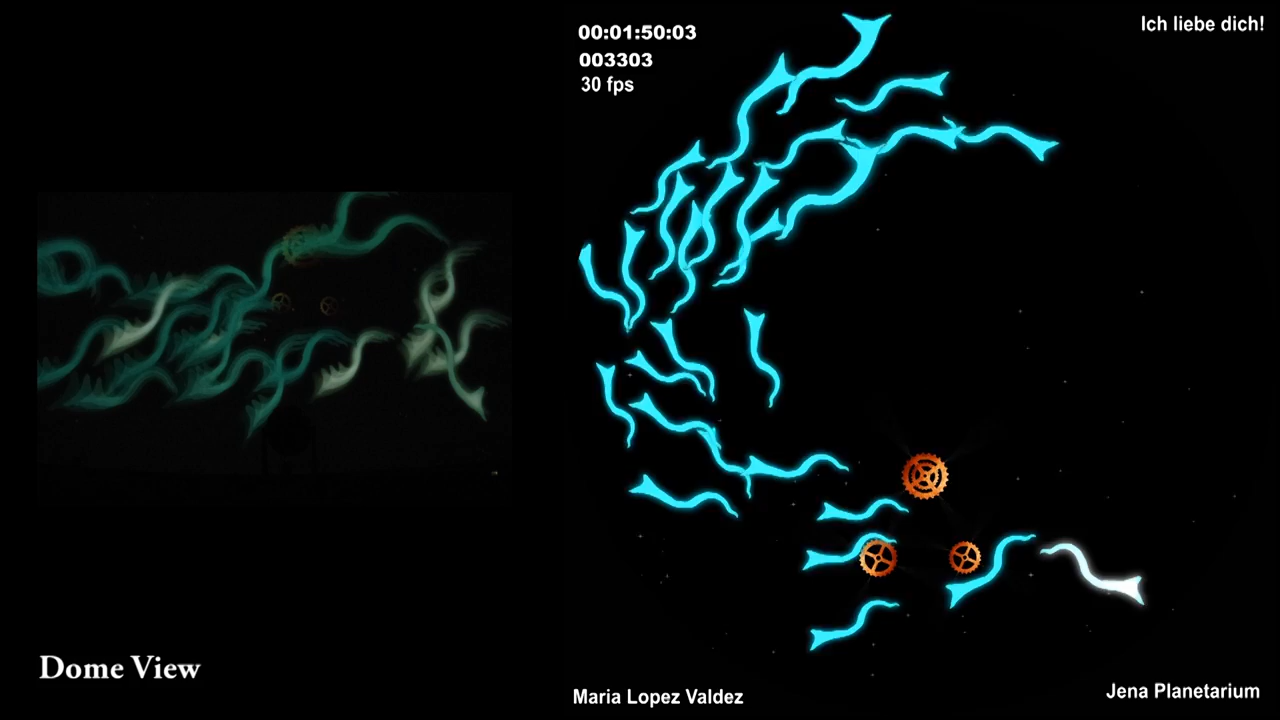 00:01:50:03
003303
30 fps
Ich liebe dich!
Dome View
Maria Lopez Valdez
Jena Planetarium